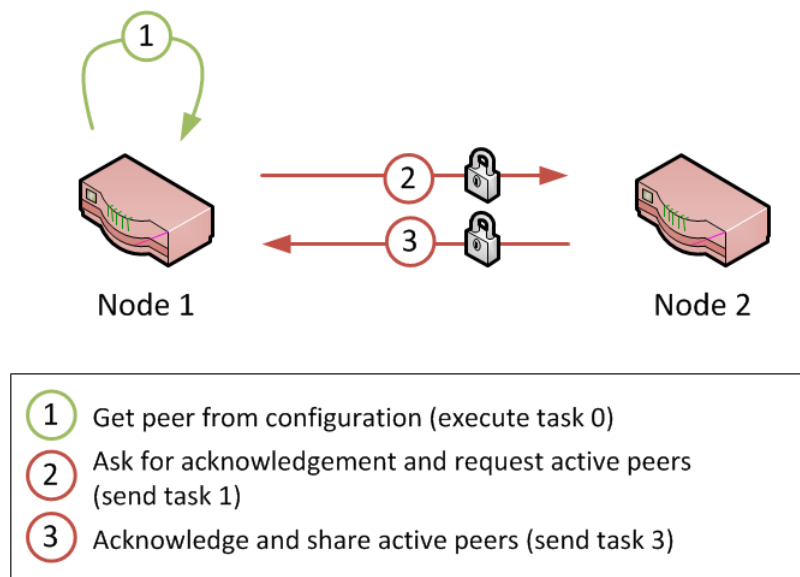 1
2
3
Node 1
Node 2
1 Get peer from configuration (execute task 0)
2 Ask for acknowledgement and request active peers
(send task 1)
3 Acknowledge and share active peers (send task 3)